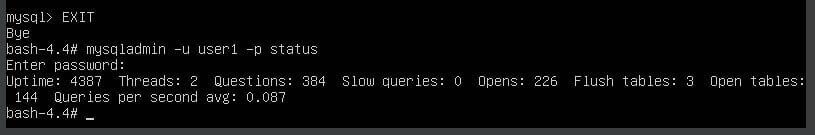 mysql> EXIT
Bye
bash-4.4# mysqladmin -u user1 -p status
Enter password:
Uptime: 4387  Threads: 2  Questions: 384  Slow queries: 0  Opens: 226  Flush tables: 3  Open tables:
 144  Queries per second avg: 0.087
bash-4.4# _